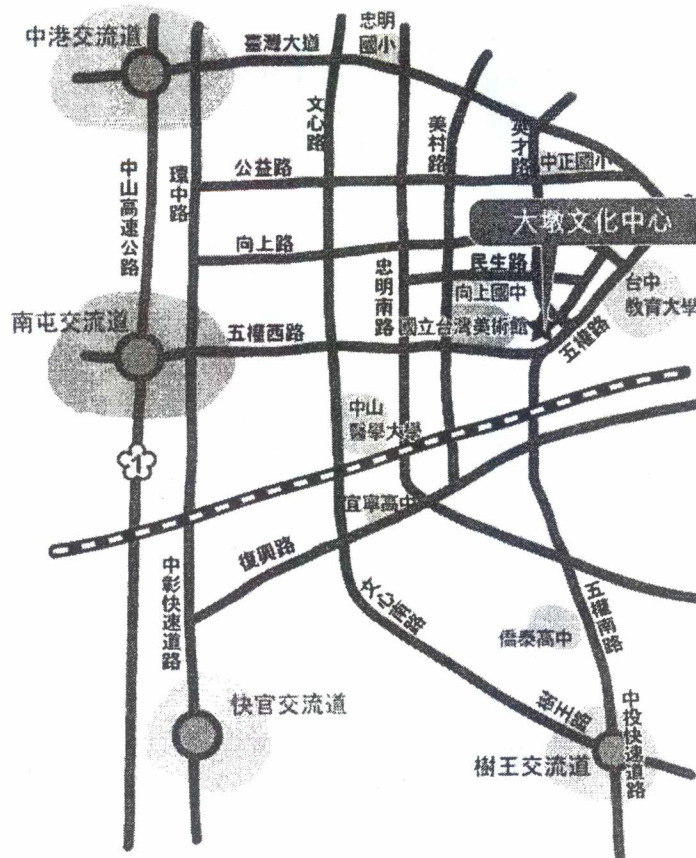 忠明
國小
中港交流道
臺灣大道
文心路
美村路
英才路
中正國小
公益路
中山高速公路
環中路
大墩文化中心
向上路
忠明南路
民生路
向上國中
台中
教育大學
南屯交流道
五權西路
國立台灣美術館
五權路
中山
醫學大學
1
宜寧高中
復興路
中彰快速道路
文心南路
五權南路
僑泰高中
快官交流道
樹王路
中投快速道路
樹王交流道